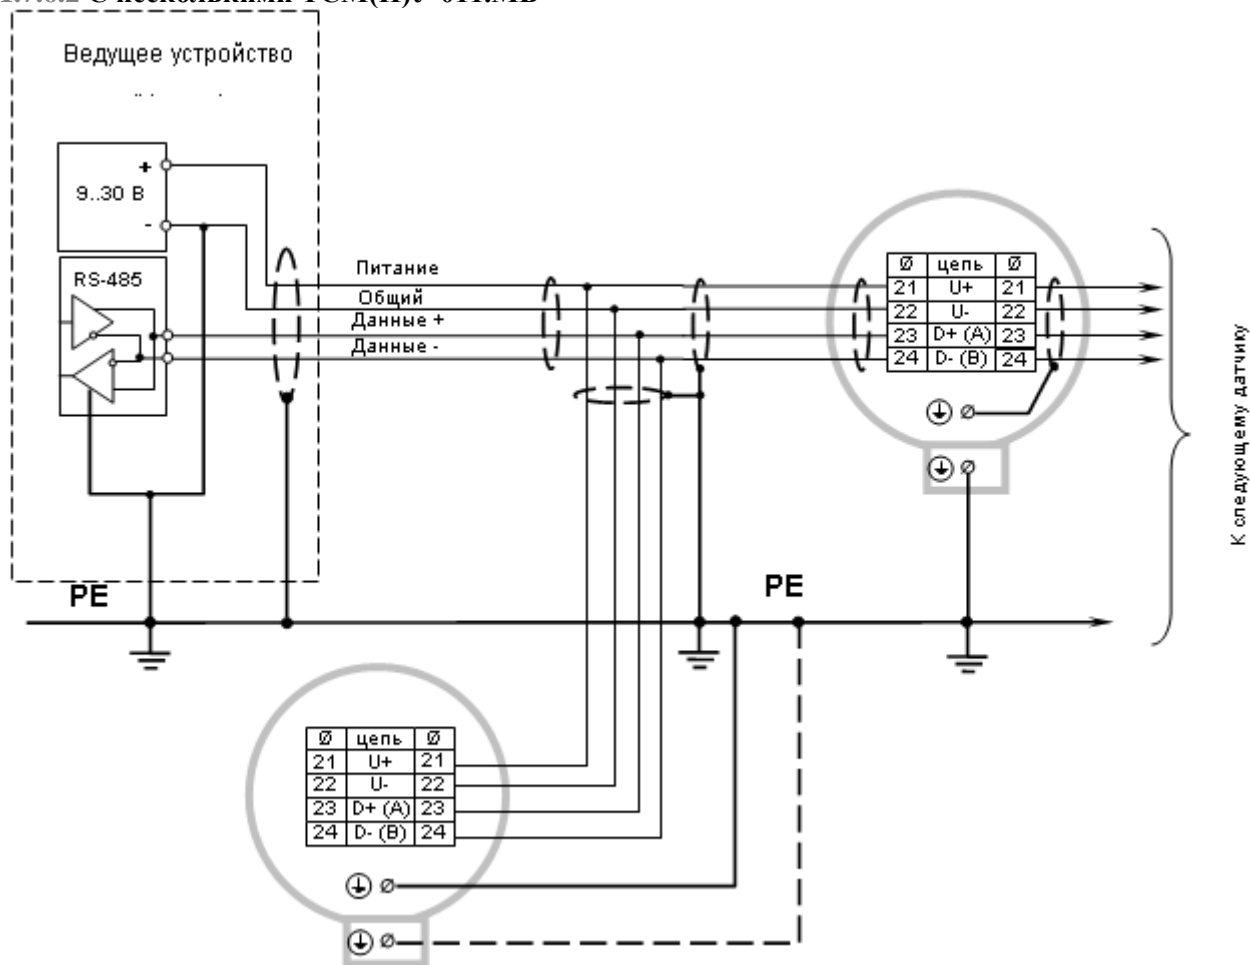 С несколькими
Ведущее устройство
+
9..30 В
-
RS-485
Питание
Общий
Данные +
Данные -
Ø цепь Ø
21 U+ 21
22 U- 22
23 D+ (A) 23
24 D- (B) 24
Ø
Ø
К следующему датчику
PE
PE
Ø цепь Ø
21 U+ 21
22 U- 22
23 D+ (A) 23
24 D- (B) 24
Ø
Ø